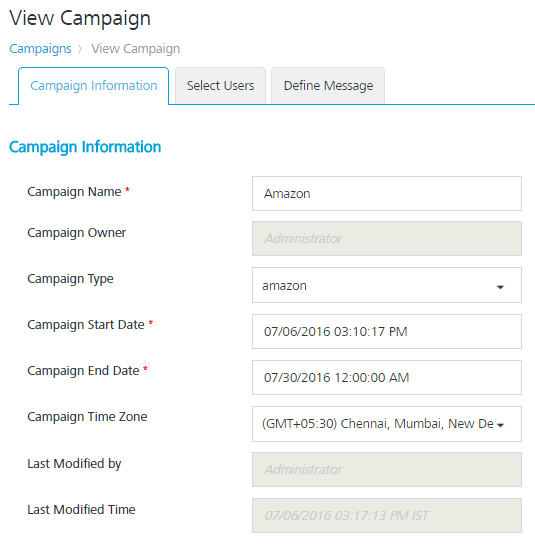 View Campaign
Campaigns 〉 View Campaign
Campaign Information Select Users Define Message
Campaign Information
Campaign Name * Amazon
Campaign Owner Administrator
Campaign Type amazon
Campaign Start Date * 07/06/2016 03:10:17 PM
Campaign End Date * 07/30/2016 12:00:00 AM
Campaign Time Zone (GMT+05:30) Chennai, Mumbai, New De
Last Modified by Administrator
Last Modified Time 07/06/2016 03:17:13 PM IST